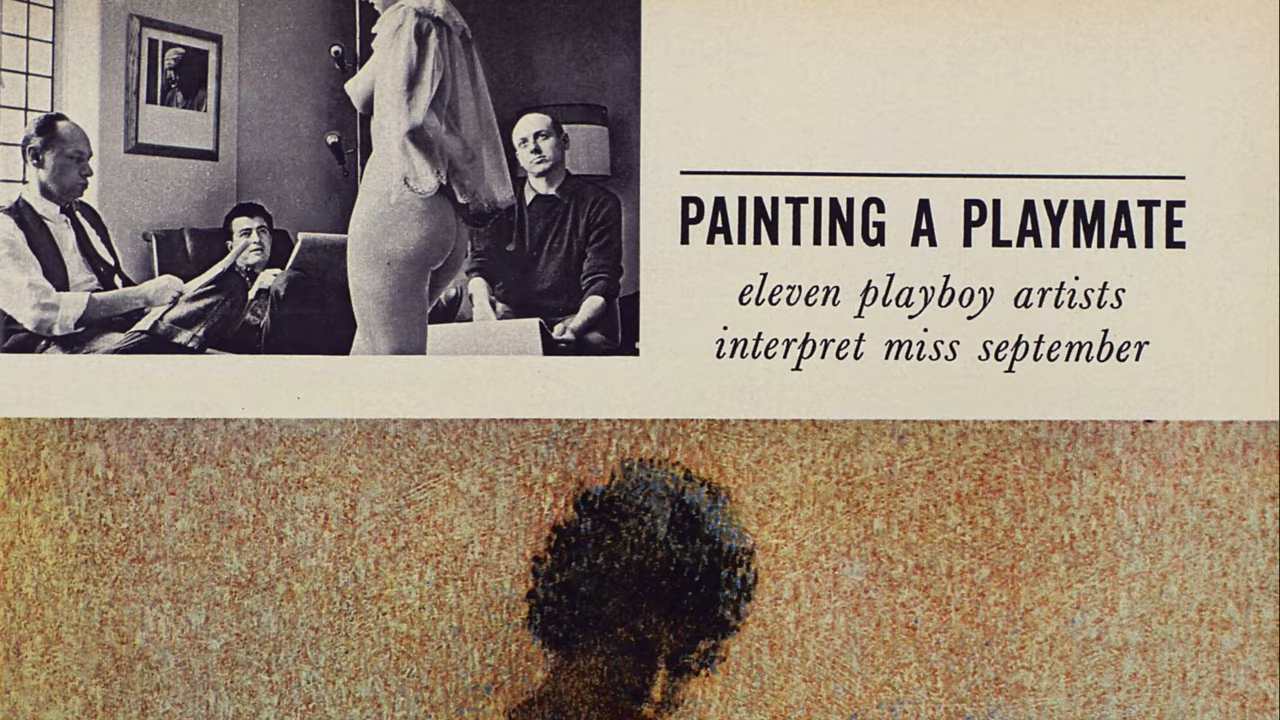 PAINTING A PLAYMATE
eleven playboy artists
interpret miss september